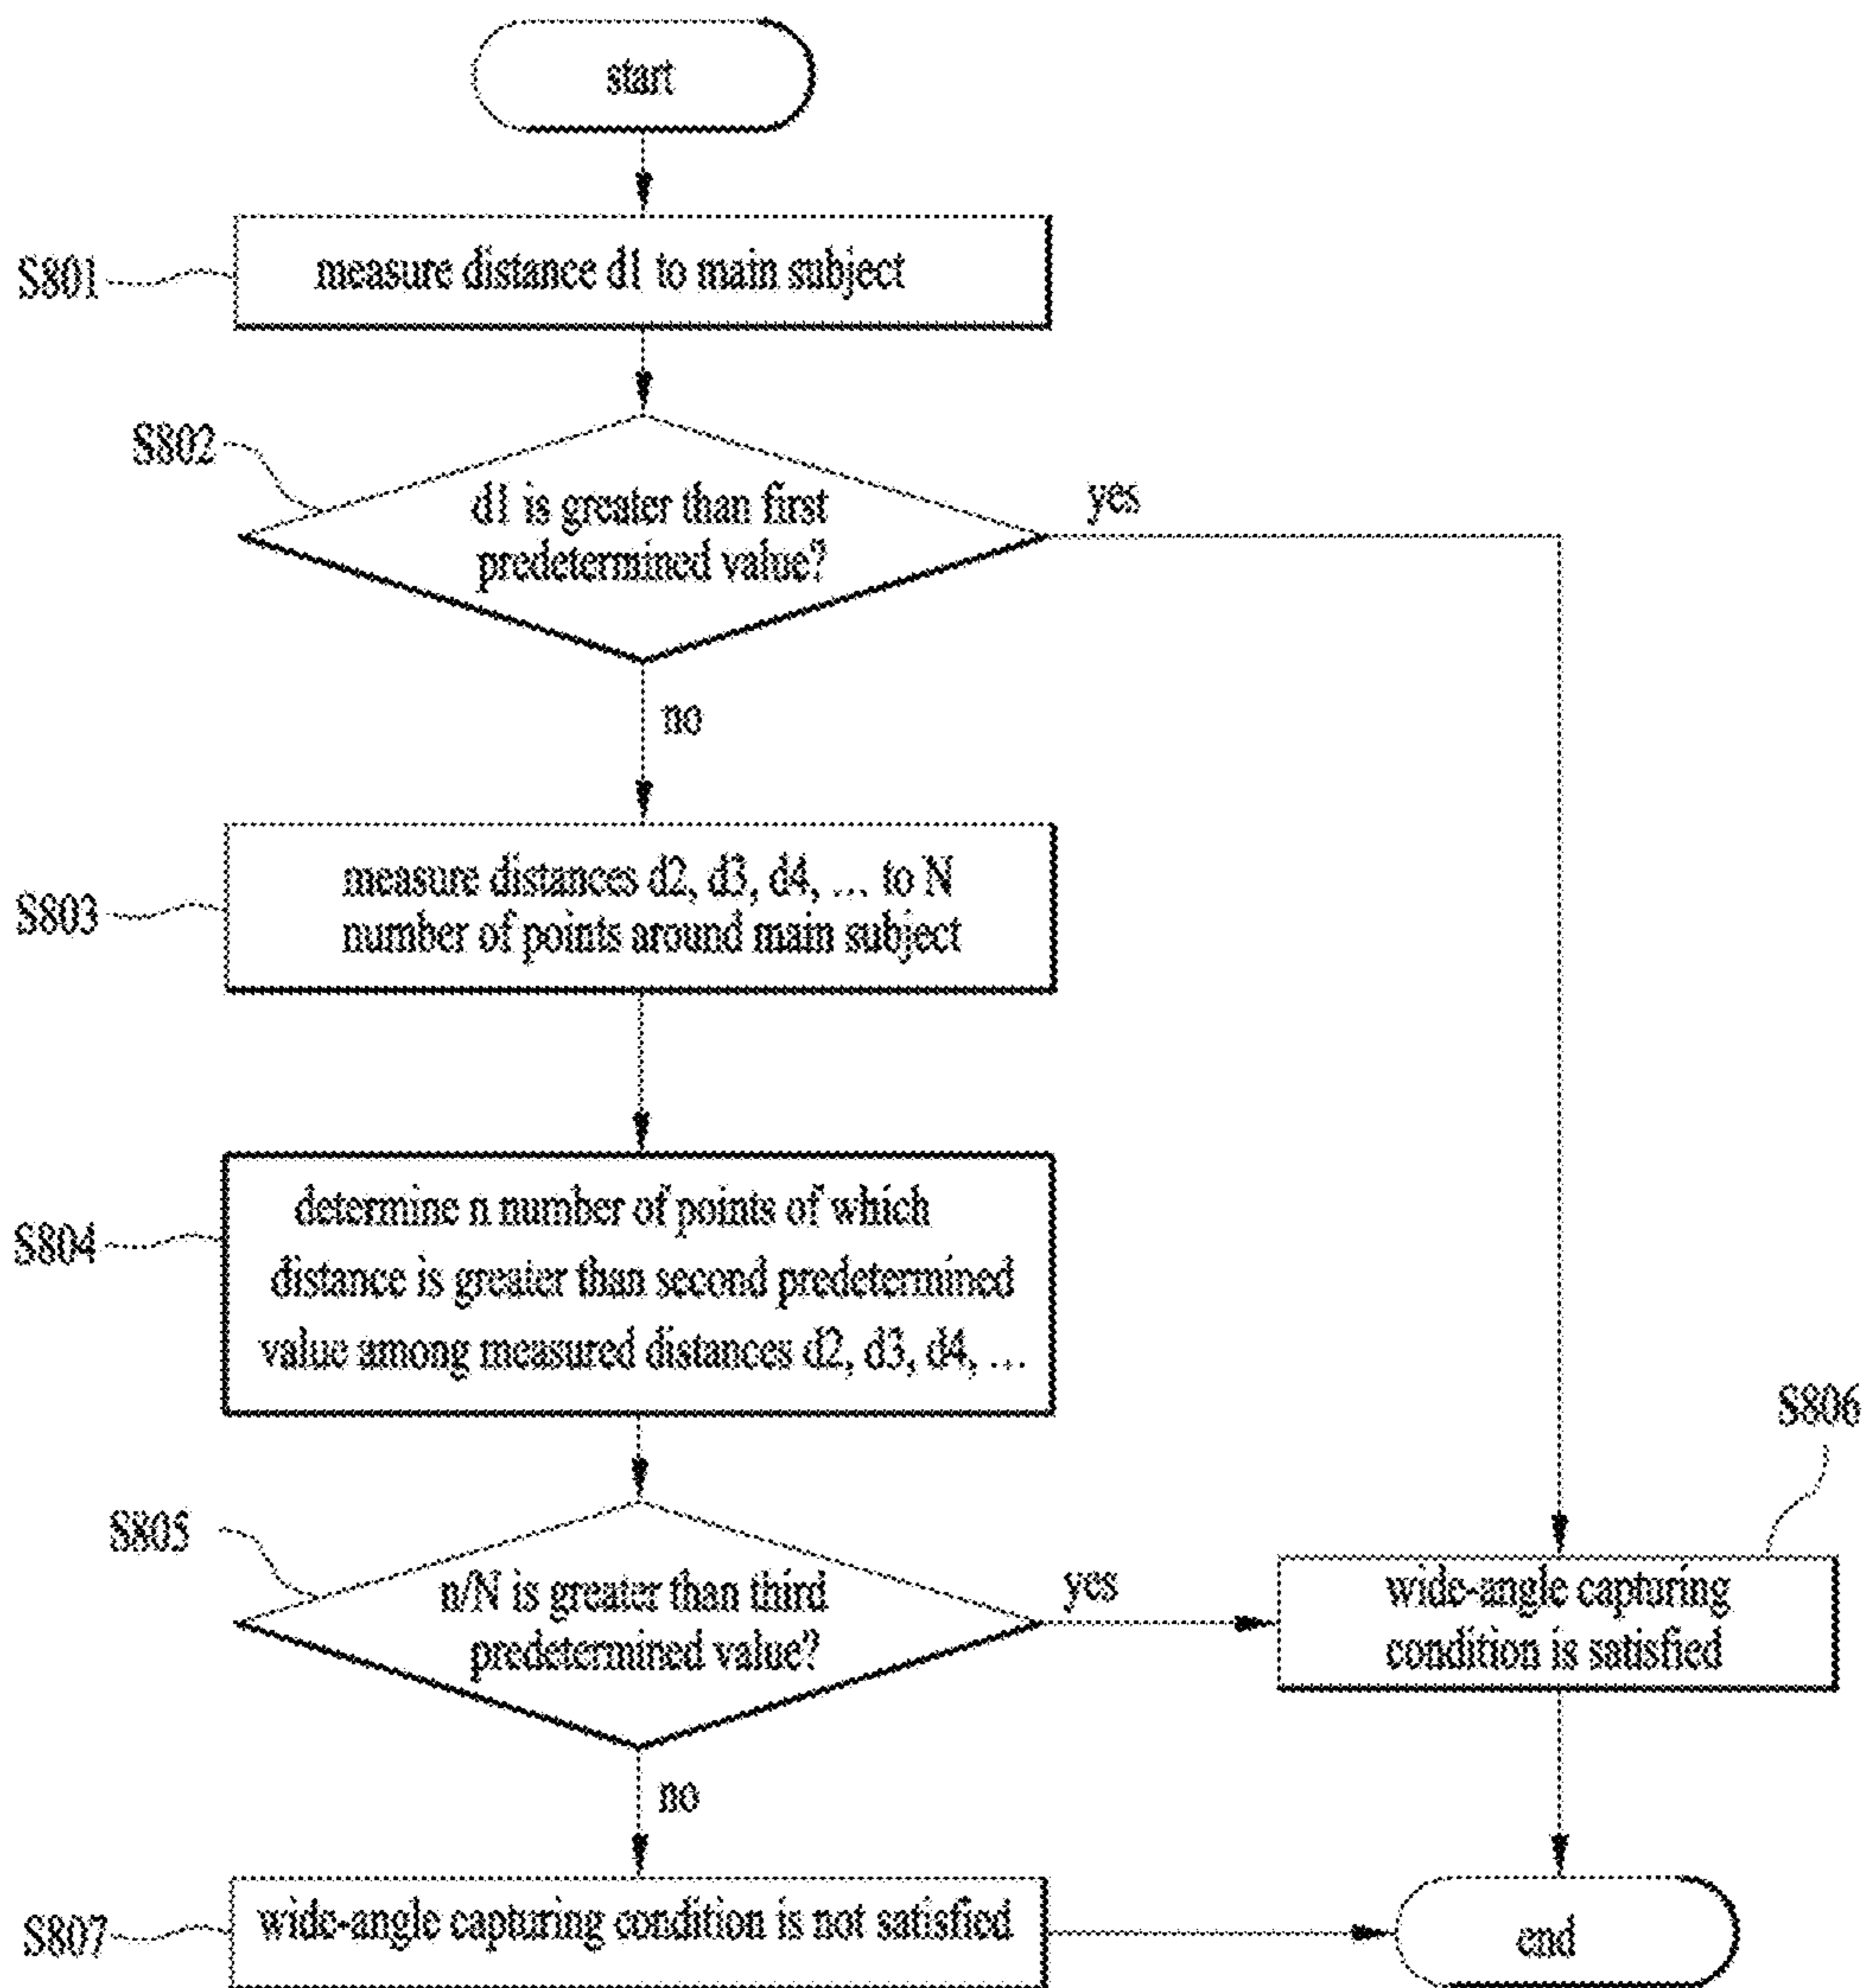 start
S801
measure distance d1 to main subject
S802
d1 is greater than first
predetermined value?
yes
no
S803
measure distances d2, d3, d4, … to N
number of points around main subject
S804
determine n number of points of which
distance is greater than second predetermined
value among measured distances d2, d3, d4, …
S805
n/N is greater than third
predetermined value?
yes
S806
wide-angle capturing
condition is satisfied
no
S807
wide-angle capturing condition is not satisfied
end